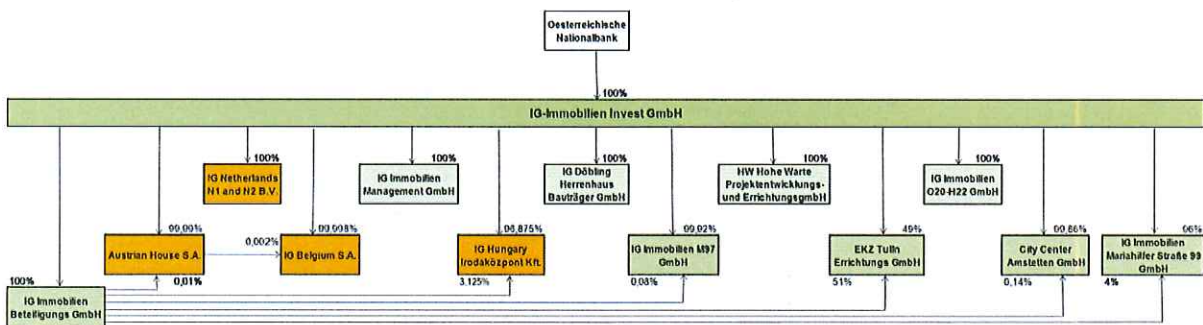 Oesterreichische
Nationalbank
100%
IG-Immobilien Invest GmbH
100%
IG Netherlands
N1 and N2 B.V.
100%
IG Immobilien
Management GmbH
100%
IG Döbling
Herrenhaus
Bauträger GmbH
100%
HW Hohe Warte
Projektentwicklungs-
und ErrichtungsgmbH
100%
IG Immobilien
O20-H22 GmbH
99,99%
Austrian House S.A.
0,01%
0,002%
99,998%
IG Belgium S.A.
96,875%
IG Hungary
Irodaközpont Kft.
3,125%
99,92%
IG Immobilien M97
GmbH
0,08%
49%
EKZ Tulln
Errichtungs GmbH
51%
99,86%
City Center
Amstetten GmbH
0,14%
96%
IG Immobilien
Mariahilfer Straße 99
GmbH
4%
100%
IG Immobilien
Beteiligungs GmbH